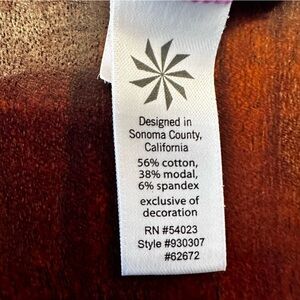 Designed in
Sonoma County,
California
56% cotton,
38% modal,
6% spandex
exclusive of
decoration
RN #54023
Style #930307
#62672